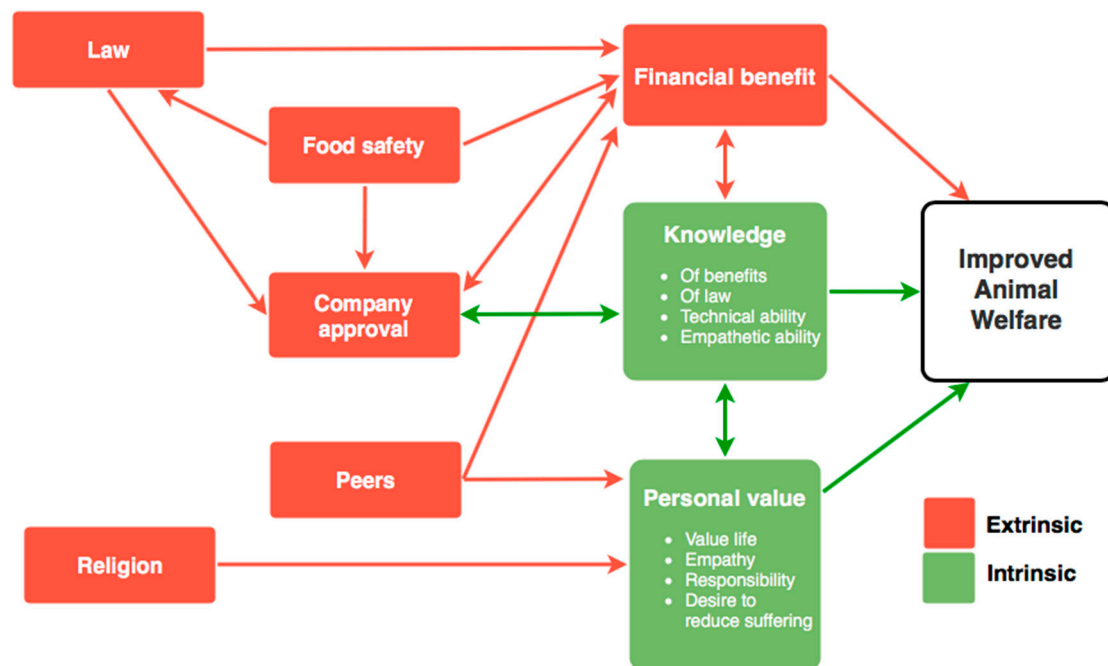 Law
Financial benefit
Food safety
Knowledge
• Of benefits
• Of law
• Technical ability
• Empathetic ability
Improved
Animal
Welfare
Company
approval
Peers
Personal value
• Value life
• Empathy
• Responsibility
• Desire to
reduce suffering
Religion
Extrinsic
Intrinsic